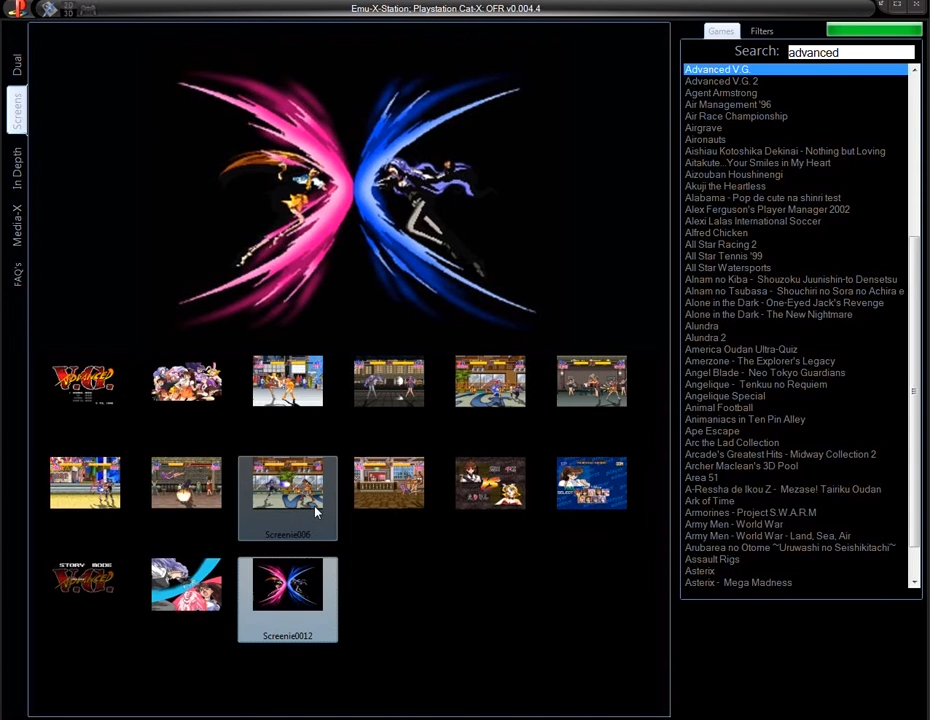 Emu-X-Station; Playstation Cat-X: OFR v0.004.4
2D
3D
Dual
Screens
In Depth
Media-X
FAQ's
Games
Filters
Search:
advanced
Advanced V.G.
Advanced V.G. 2
Agent Armstrong
Air Management '96
Air Race Championship
Airgrave
Aironauts
Aishiau Kotoshika Dekinai - Nothing but Loving
Aitakute...Your Smiles in My Heart
Aizouban Houshinengi
Akuji the Heartless
Alabama - Pop de cute na shinri test
Alex Ferguson's Player Manager 2002
Alexi Lalas International Soccer
Alfred Chicken
All Star Racing 2
All Star Tennis '99
All Star Watersports
Alnam no Kiba - Shouzoku Juunishin-to Densetsu
Alnam no Tsubasa - Shouchiri no Sora no Achira e
Alone in the Dark - One-Eyed Jack's Revenge
Alone in the Dark - The New Nightmare
Alundra
Alundra 2
America Oudan Ultra-Quiz
Amerzone - The Explorer's Legacy
Angel Blade - Neo Tokyo Guardians
Angelique - Tenkuu no Requiem
Angelique Special
Animal Football
Animaniacs in Ten Pin Alley
Ape Escape
Arc the Lad Collection
Arcade's Greatest Hits - Midway Collection 2
Archer Maclean's 3D Pool
Area 51
A-Ressha de Ikou Z - Mezase! Tairiku Oudan
Ark of Time
Armorines - Project S.W.A.R.M
Army Men - World War
Army Men - World War - Land, Sea, Air
Arubarea no Otome ~Uruwashi no Seishikitachi~
Assault Rigs
Asterix
Asterix - Mega Madness
ADVANCED
V.G.
Screenie006
STORY MODE
V.G.
Screenie0012